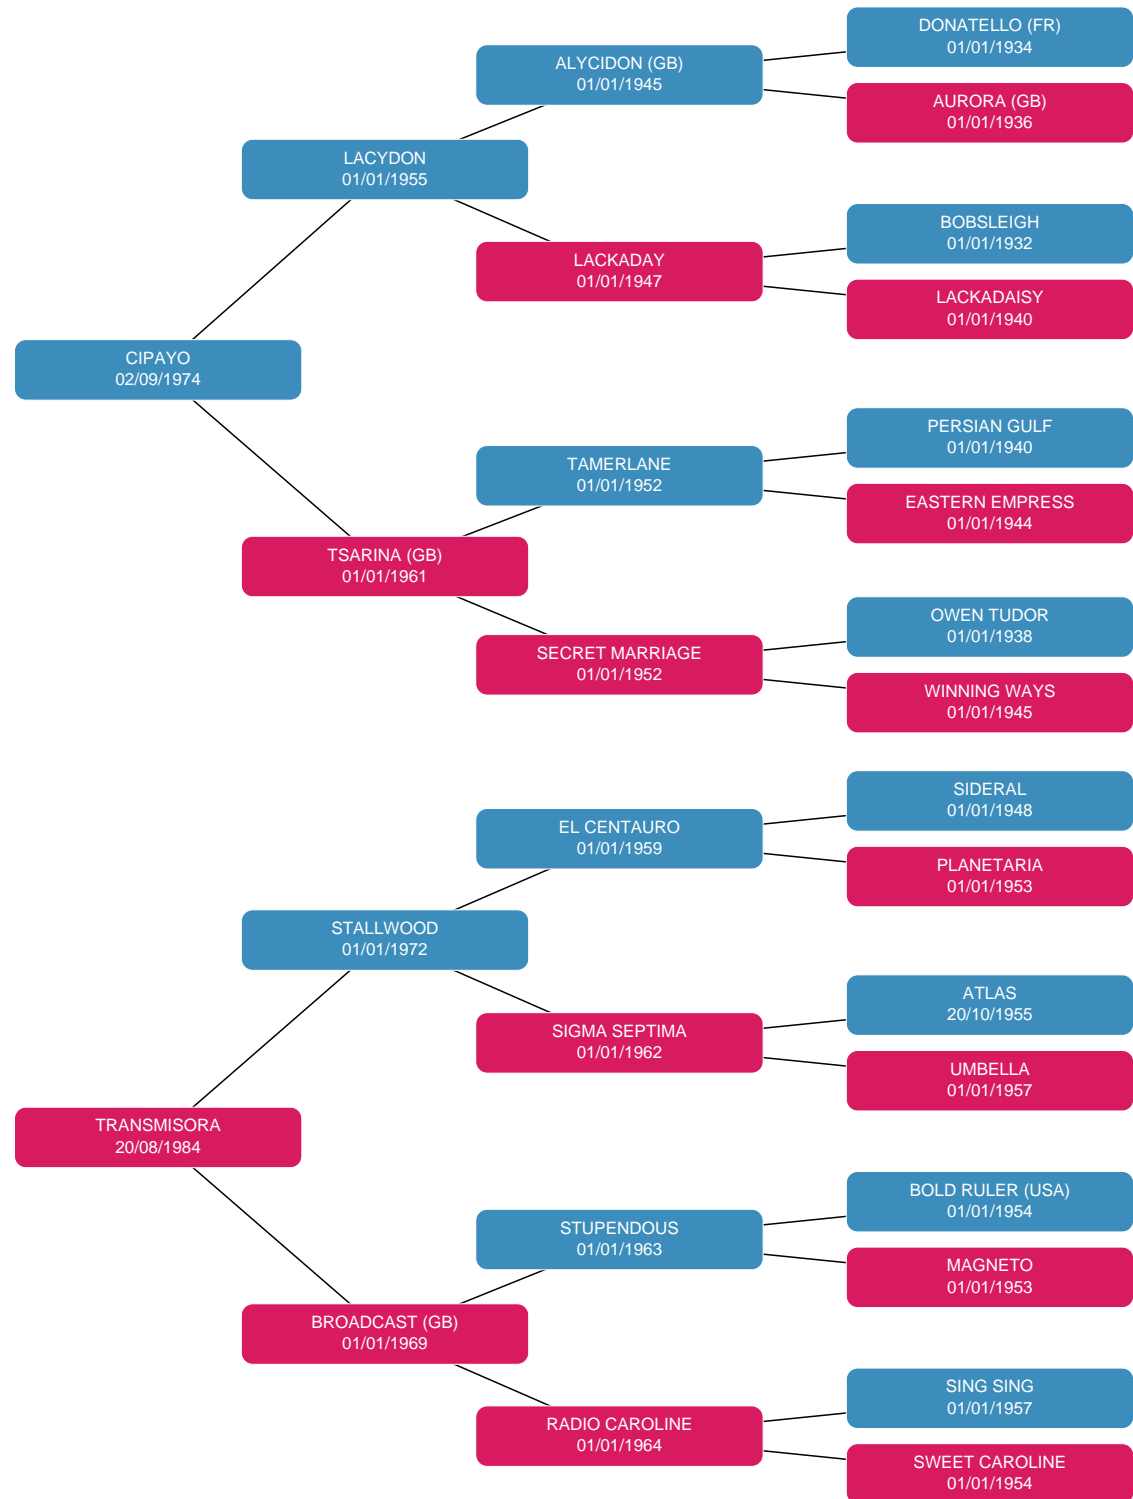 DONATELLO (FR)
01/01/1934
ALYCIDON (GB)
01/01/1945
AURORA (GB)
01/01/1936
LACYDON
01/01/1955
BOBSLEIGH
01/01/1932
LACKADAY
01/01/1947
LACKADAISY
01/01/1940
CIPAYO
02/09/1974
PERSIAN GULF
01/01/1940
TAMERLANE
01/01/1952
EASTERN EMPRESS
01/01/1944
TSARINA (GB)
01/01/1961
OWEN TUDOR
01/01/1938
SECRET MARRIAGE
01/01/1952
WINNING WAYS
01/01/1945
SIDERAL
01/01/1948
EL CENTAURO
01/01/1959
PLANETARIA
01/01/1953
STALLWOOD
01/01/1972
ATLAS
20/10/1955
SIGMA SEPTIMA
01/01/1962
UMBELLA
01/01/1957
TRANSMISORA
20/08/1984
BOLD RULER (USA)
01/01/1954
STUPENDOUS
01/01/1963
MAGNETO
01/01/1953
BROADCAST (GB)
01/01/1969
SING SING
01/01/1957
RADIO CAROLINE
01/01/1964
SWEET CAROLINE
01/01/1954